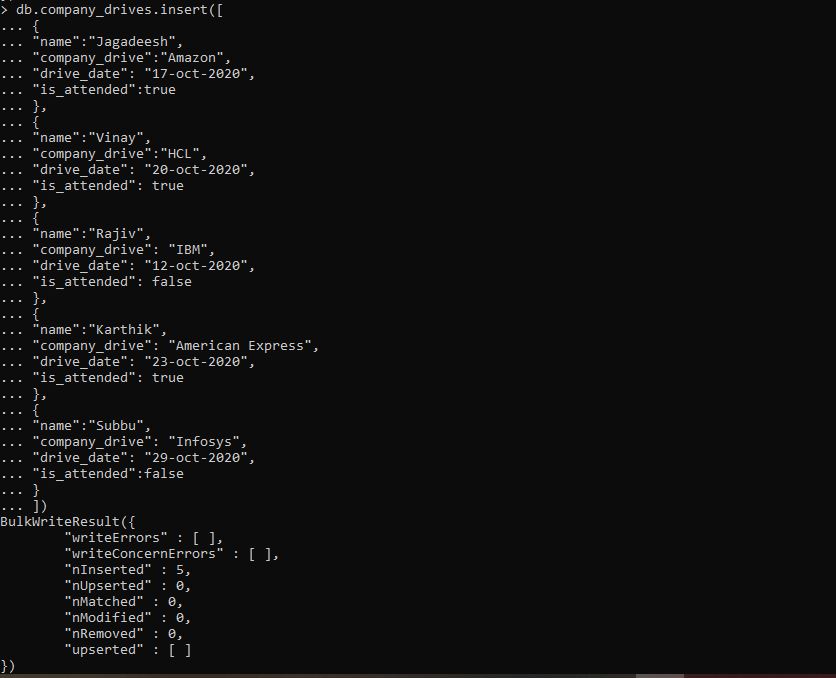 > db.company_drives.insert([
... {
... "name":"Jagadeesh",
... "company_drive":"Amazon",
... "drive_date": "17-oct-2020",
... "is_attended":true
... },
... {
... "name":"Vinay",
... "company_drive":"HCL",
... "drive_date": "20-oct-2020",
... "is_attended": true
... },
... {
... "name":"Rajiv",
... "company_drive": "IBM",
... "drive_date": "12-oct-2020",
... "is_attended": false
... },
... {
... "name":"Karthik",
... "company_drive": "American Express",
... "drive_date": "23-oct-2020",
... "is_attended": true
... },
... {
... "name":"Subbu",
... "company_drive": "Infosys",
... "drive_date": "29-oct-2020",
... "is_attended":false
... }
... ])
BulkWriteResult({
        "writeErrors" : [ ],
        "writeConcernErrors" : [ ],
        "nInserted" : 5,
        "nUpserted" : 0,
        "nMatched" : 0,
        "nModified" : 0,
        "nRemoved" : 0,
        "upserted" : [ ]
})